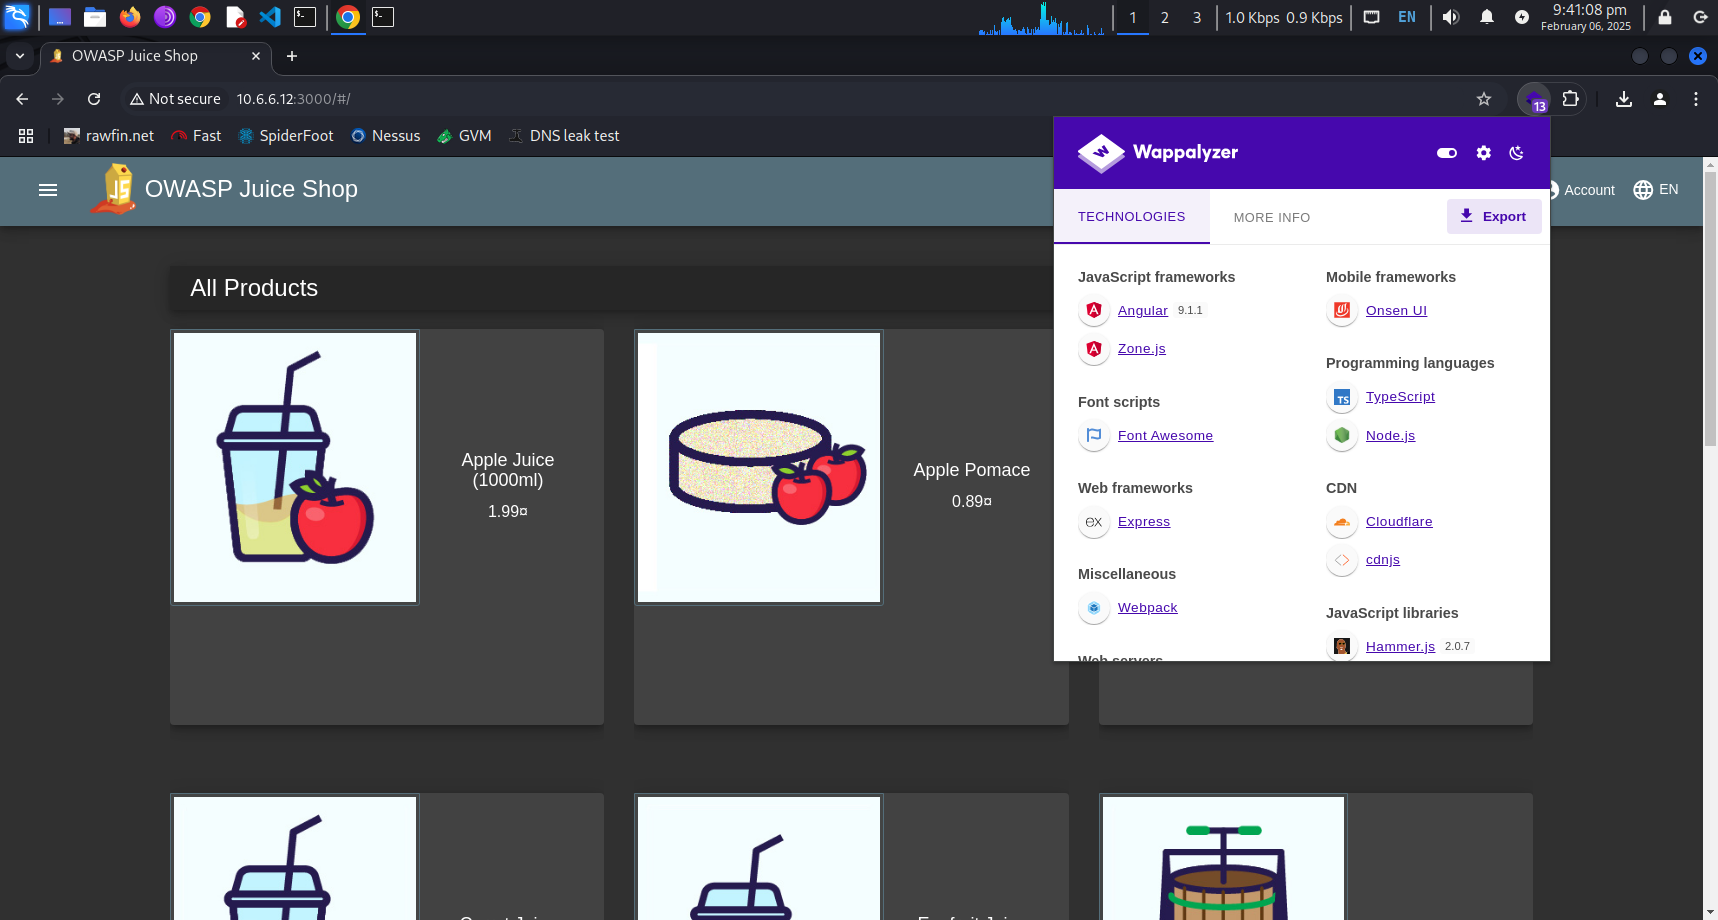 1 2 3 1.0 Kbps 0.9 Kbps EN 9:41:08 pm
February 06, 2025
OWASP Juice Shop
Not secure 10.6.6.12:3000/#/
13
rawfin.net Fast SpiderFoot Nessus GVM DNS leak test
JS OWASP Juice Shop
Account EN
Wappalyzer
TECHNOLOGIES MORE INFO Export
JavaScript frameworks
Angular 9.1.1
Zone.js
Font scripts
Font Awesome
Web frameworks
ex Express
Miscellaneous
Webpack
Web servers
Mobile frameworks
Onsen UI
Programming languages
TS TypeScript
Node.js
CDN
Cloudflare
cdnjs
JavaScript libraries
Hammer.js 2.0.7
All Products
Apple Juice
(1000ml)
1.99¤
Apple Pomace
0.89¤